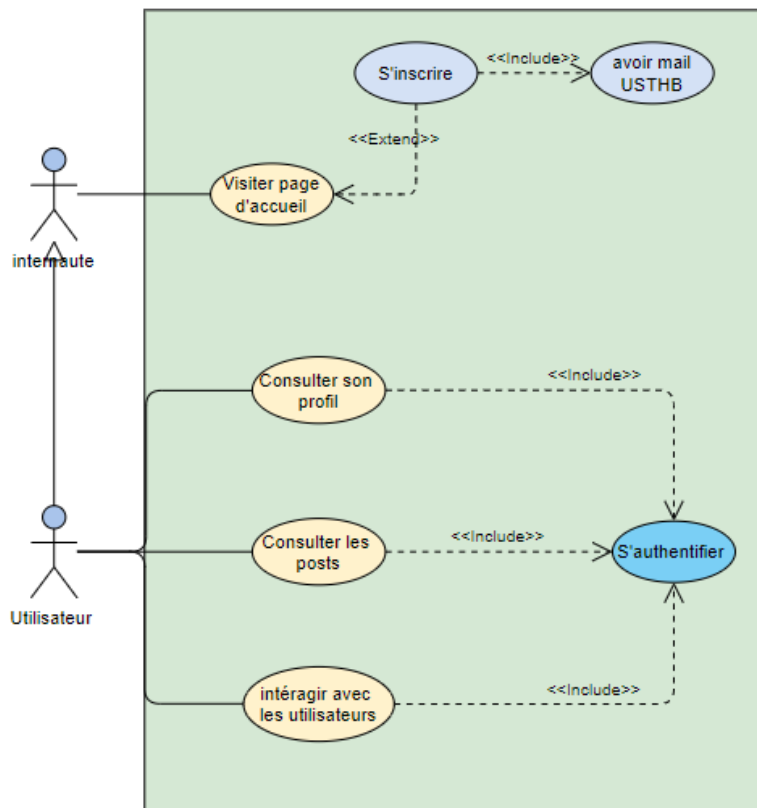 S'inscrire
<<Include>>
avoir mail
USTHB
<<Extend>>
Visiter page
d'accueil
internaute
Consulter son
profil
<<Include>>
Utilisateur
Consulter les
posts
<<Include>>
S'authentifier
intéragir avec
les utilisateurs
<<Include>>